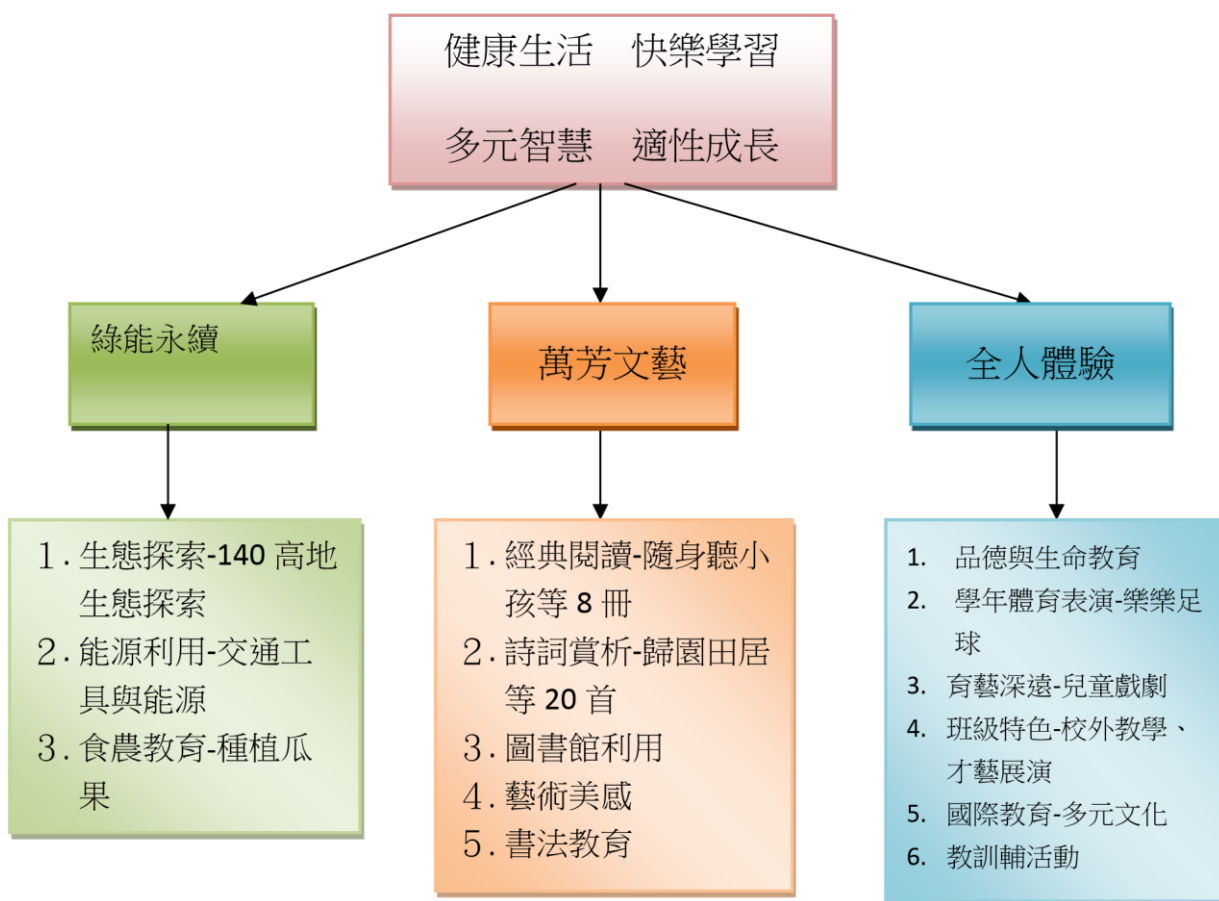 健康生活 快樂學習
多元智慧 適性成長
綠能永續
萬芳文藝
全人體驗
1. 生態探索-140 高地
生態探索
2. 能源利用-交通工
具與能源
3. 食農教育-種植瓜
果
1. 經典閱讀-隨身聽小
孩等 8 冊
2. 詩詞賞析-歸園田居
等 20 首
3. 圖書館利用
4. 藝術美感
5. 書法教育
1. 品德與生命教育
2. 學年體育表演-樂樂足
球
3. 育藝深遠-兒童戲劇
4. 班級特色-校外教學、
才藝展演
5. 國際教育-多元文化
6. 教訓輔活動